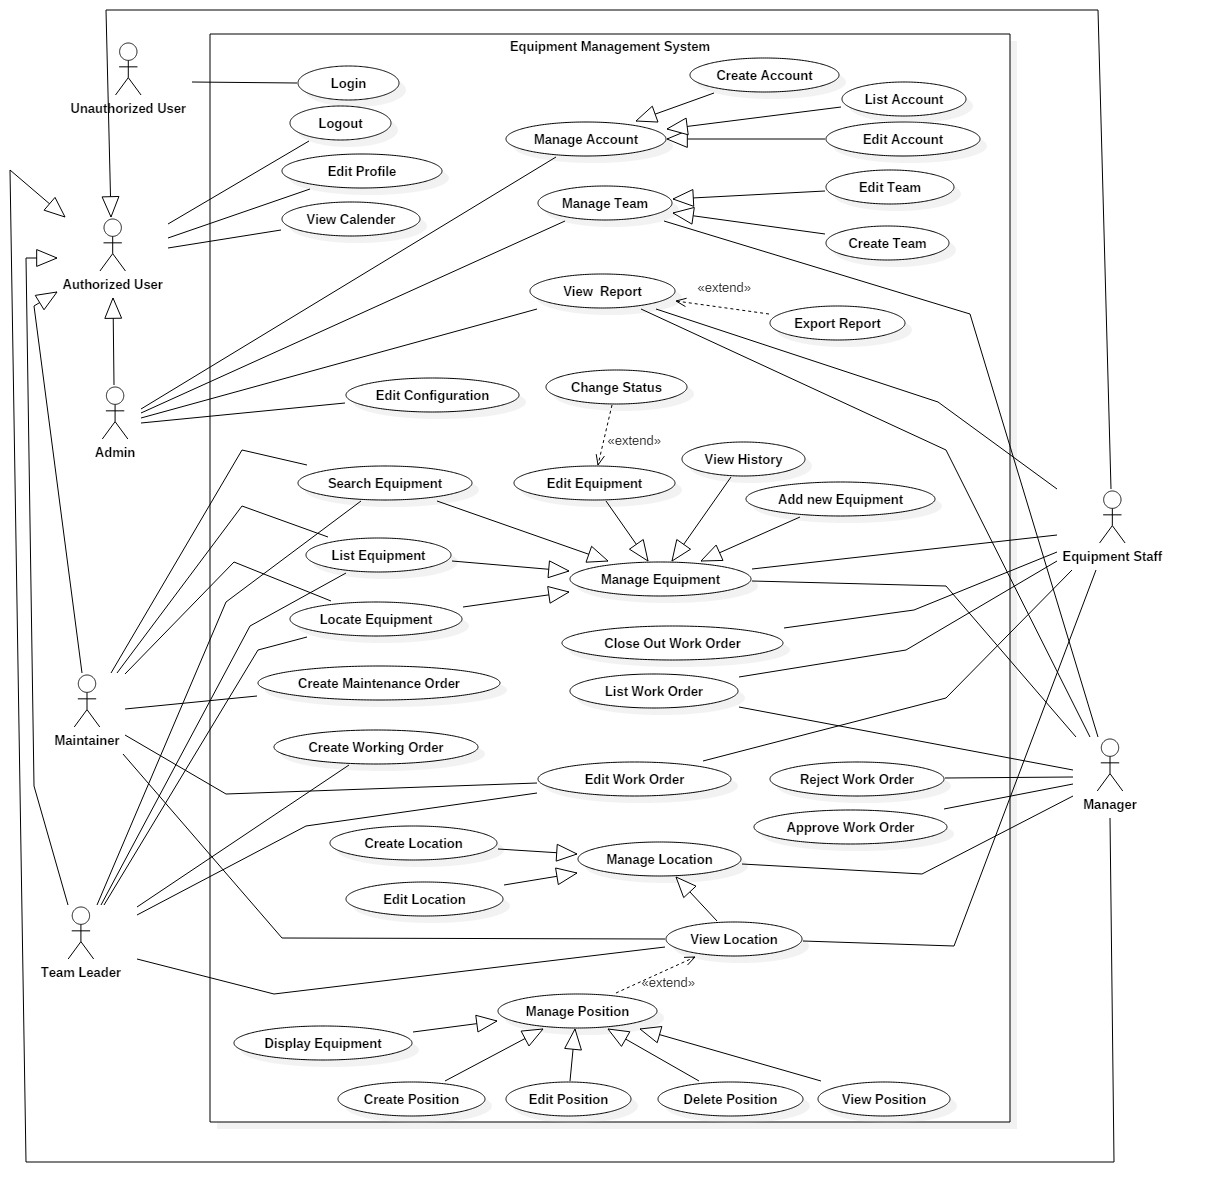 Equipment Management System
Create Account
Login
List Account
Unauthorized User
Logout
Manage Account
Edit Account
Edit Profile
Edit Team
Manage Team
View Calender
Create Team
Authorized User
View  Report
«extend»
Export Report
Change Status
Edit Configuration
Admin
«extend»
View History
Search Equipment
Edit Equipment
Add new Equipment
List Equipment
Equipment Staff
Manage Equipment
Locate Equipment
Close Out Work Order
Create Maintenance Order
List Work Order
Maintainer
Create Working Order
Edit Work Order
Reject Work Order
Manager
Approve Work Order
Create Location
Manage Location
Edit Location
View Location
Team Leader
«extend»
Manage Position
Display Equipment
Create Position
Edit Position
Delete Position
View Position